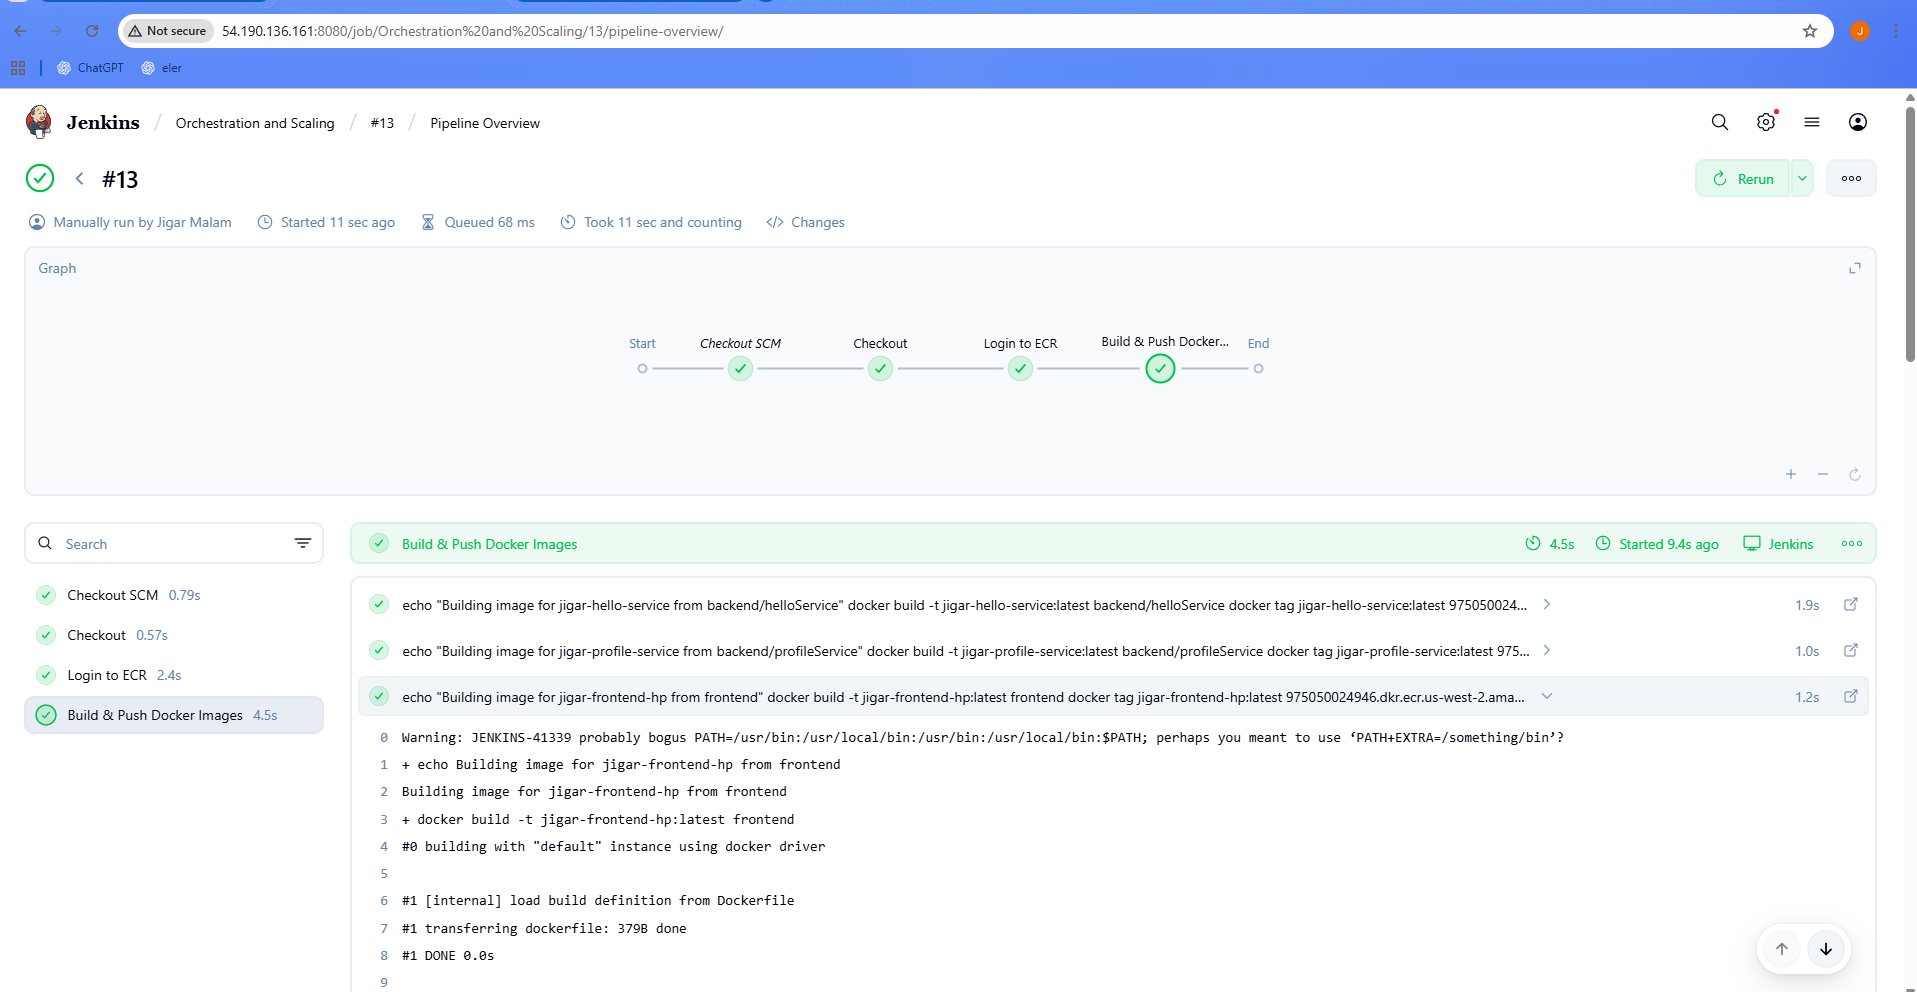 Not secure 54.190.136.161:8080/job/Orchestration%20and%20Scaling/13/pipeline-overview/ J
ChatGPT eler
Jenkins / Orchestration and Scaling / #13 / Pipeline Overview
#13 Rerun
Manually run by Jigar Malam Started 11 sec ago Queued 68 ms Took 11 sec and counting </> Changes
Graph
Start Checkout SCM Checkout Login to ECR Build & Push Docker... End
Search
Checkout SCM 0.79s
Checkout 0.57s
Login to ECR 2.4s
Build & Push Docker Images 4.5s
Build & Push Docker Images 4.5s Started 9.4s ago Jenkins
echo "Building image for jigar-hello-service from backend/helloService" docker build -t jigar-hello-service:latest backend/helloService docker tag jigar-hello-service:latest 975050024... 1.9s
echo "Building image for jigar-profile-service from backend/profileService" docker build -t jigar-profile-service:latest backend/profileService docker tag jigar-profile-service:latest 975... 1.0s
echo "Building image for jigar-frontend-hp from frontend" docker build -t jigar-frontend-hp:latest frontend docker tag jigar-frontend-hp:latest 975050024946.dkr.ecr.us-west-2.ama... 1.2s
0 Warning: JENKINS-41339 probably bogus PATH=/usr/bin:/usr/local/bin:/usr/bin:/usr/local/bin:$PATH; perhaps you meant to use ‘PATH+EXTRA=/something/bin’?
1 + echo Building image for jigar-frontend-hp from frontend
2 Building image for jigar-frontend-hp from frontend
3 + docker build -t jigar-frontend-hp:latest frontend
4 #0 building with "default" instance using docker driver
5
6 #1 [internal] load build definition from Dockerfile
7 #1 transferring dockerfile: 379B done
8 #1 DONE 0.0s
9